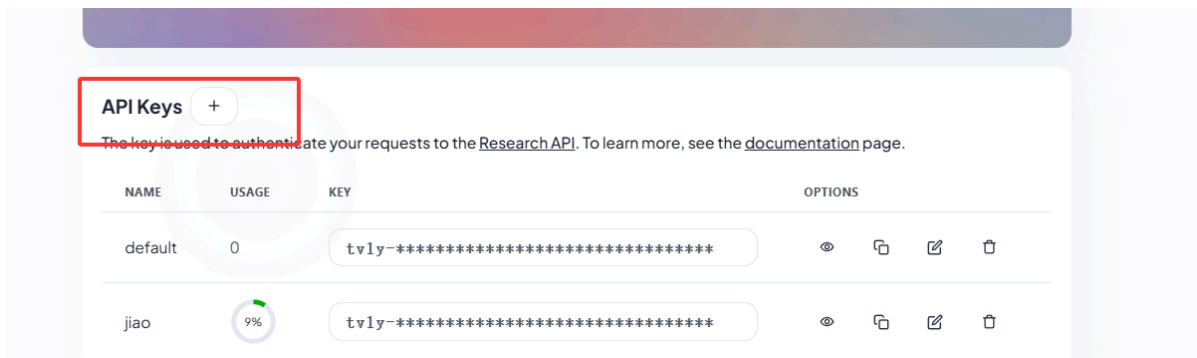 API Keys +
The key is used to authenticate your requests to the Research API. To learn more, see the documentation page.
NAME USAGE KEY OPTIONS
default 0 tvly-********************************
jiao 9% tvly-********************************